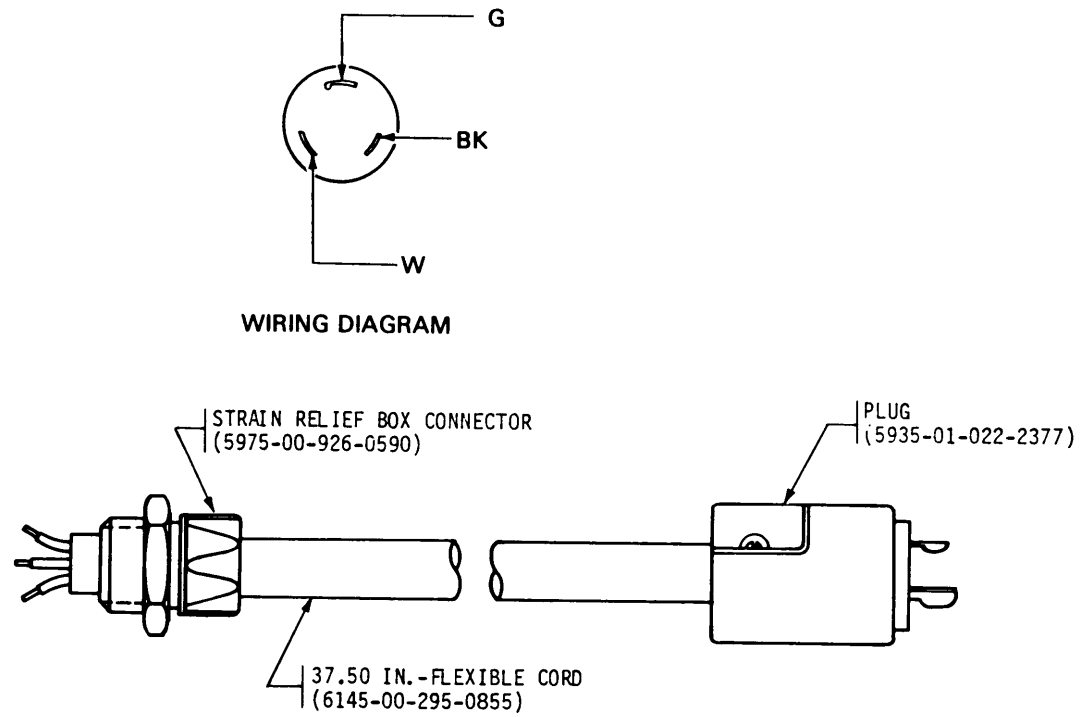 G
BK
W
WIRING DIAGRAM
STRAIN RELIEF BOX CONNECTOR
(5975-00-926-0590)
PLUG
(5935-01-022-2377)
37.50 IN.-FLEXIBLE CORD
(6145-00-295-0855)